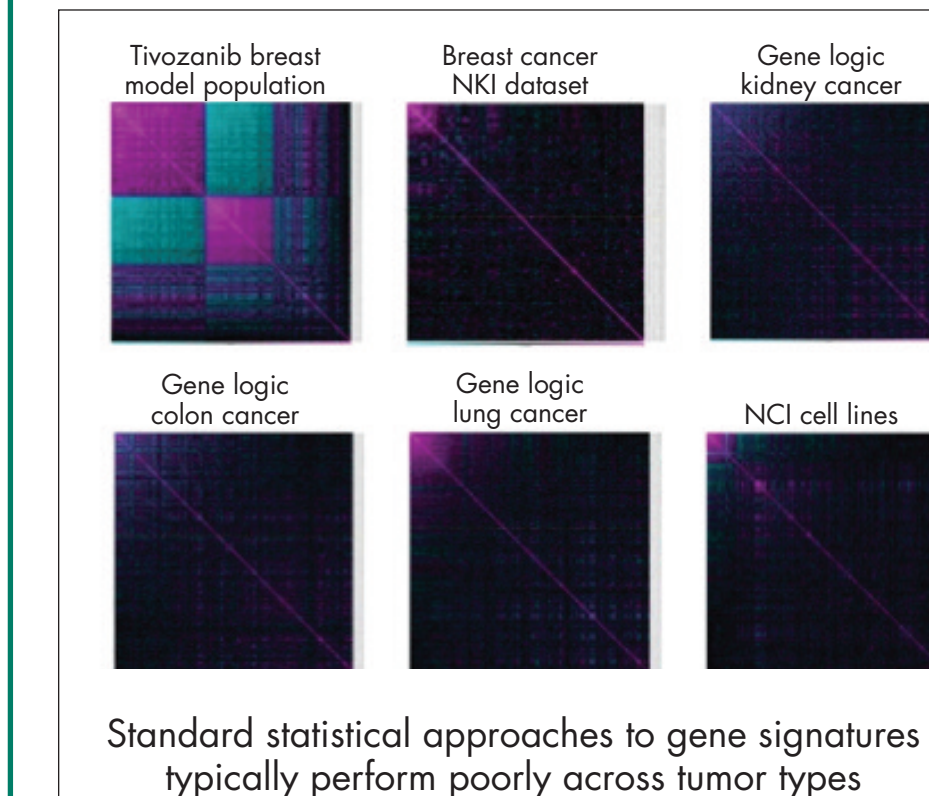 Tivozanib breast
model population
Breast cancer
NKI dataset
Gene logic
kidney cancer
Gene logic
colon cancer
Gene logic
lung cancer
NCI cell lines
Standard statistical approaches to gene signatures
typically perform poorly across tumor types